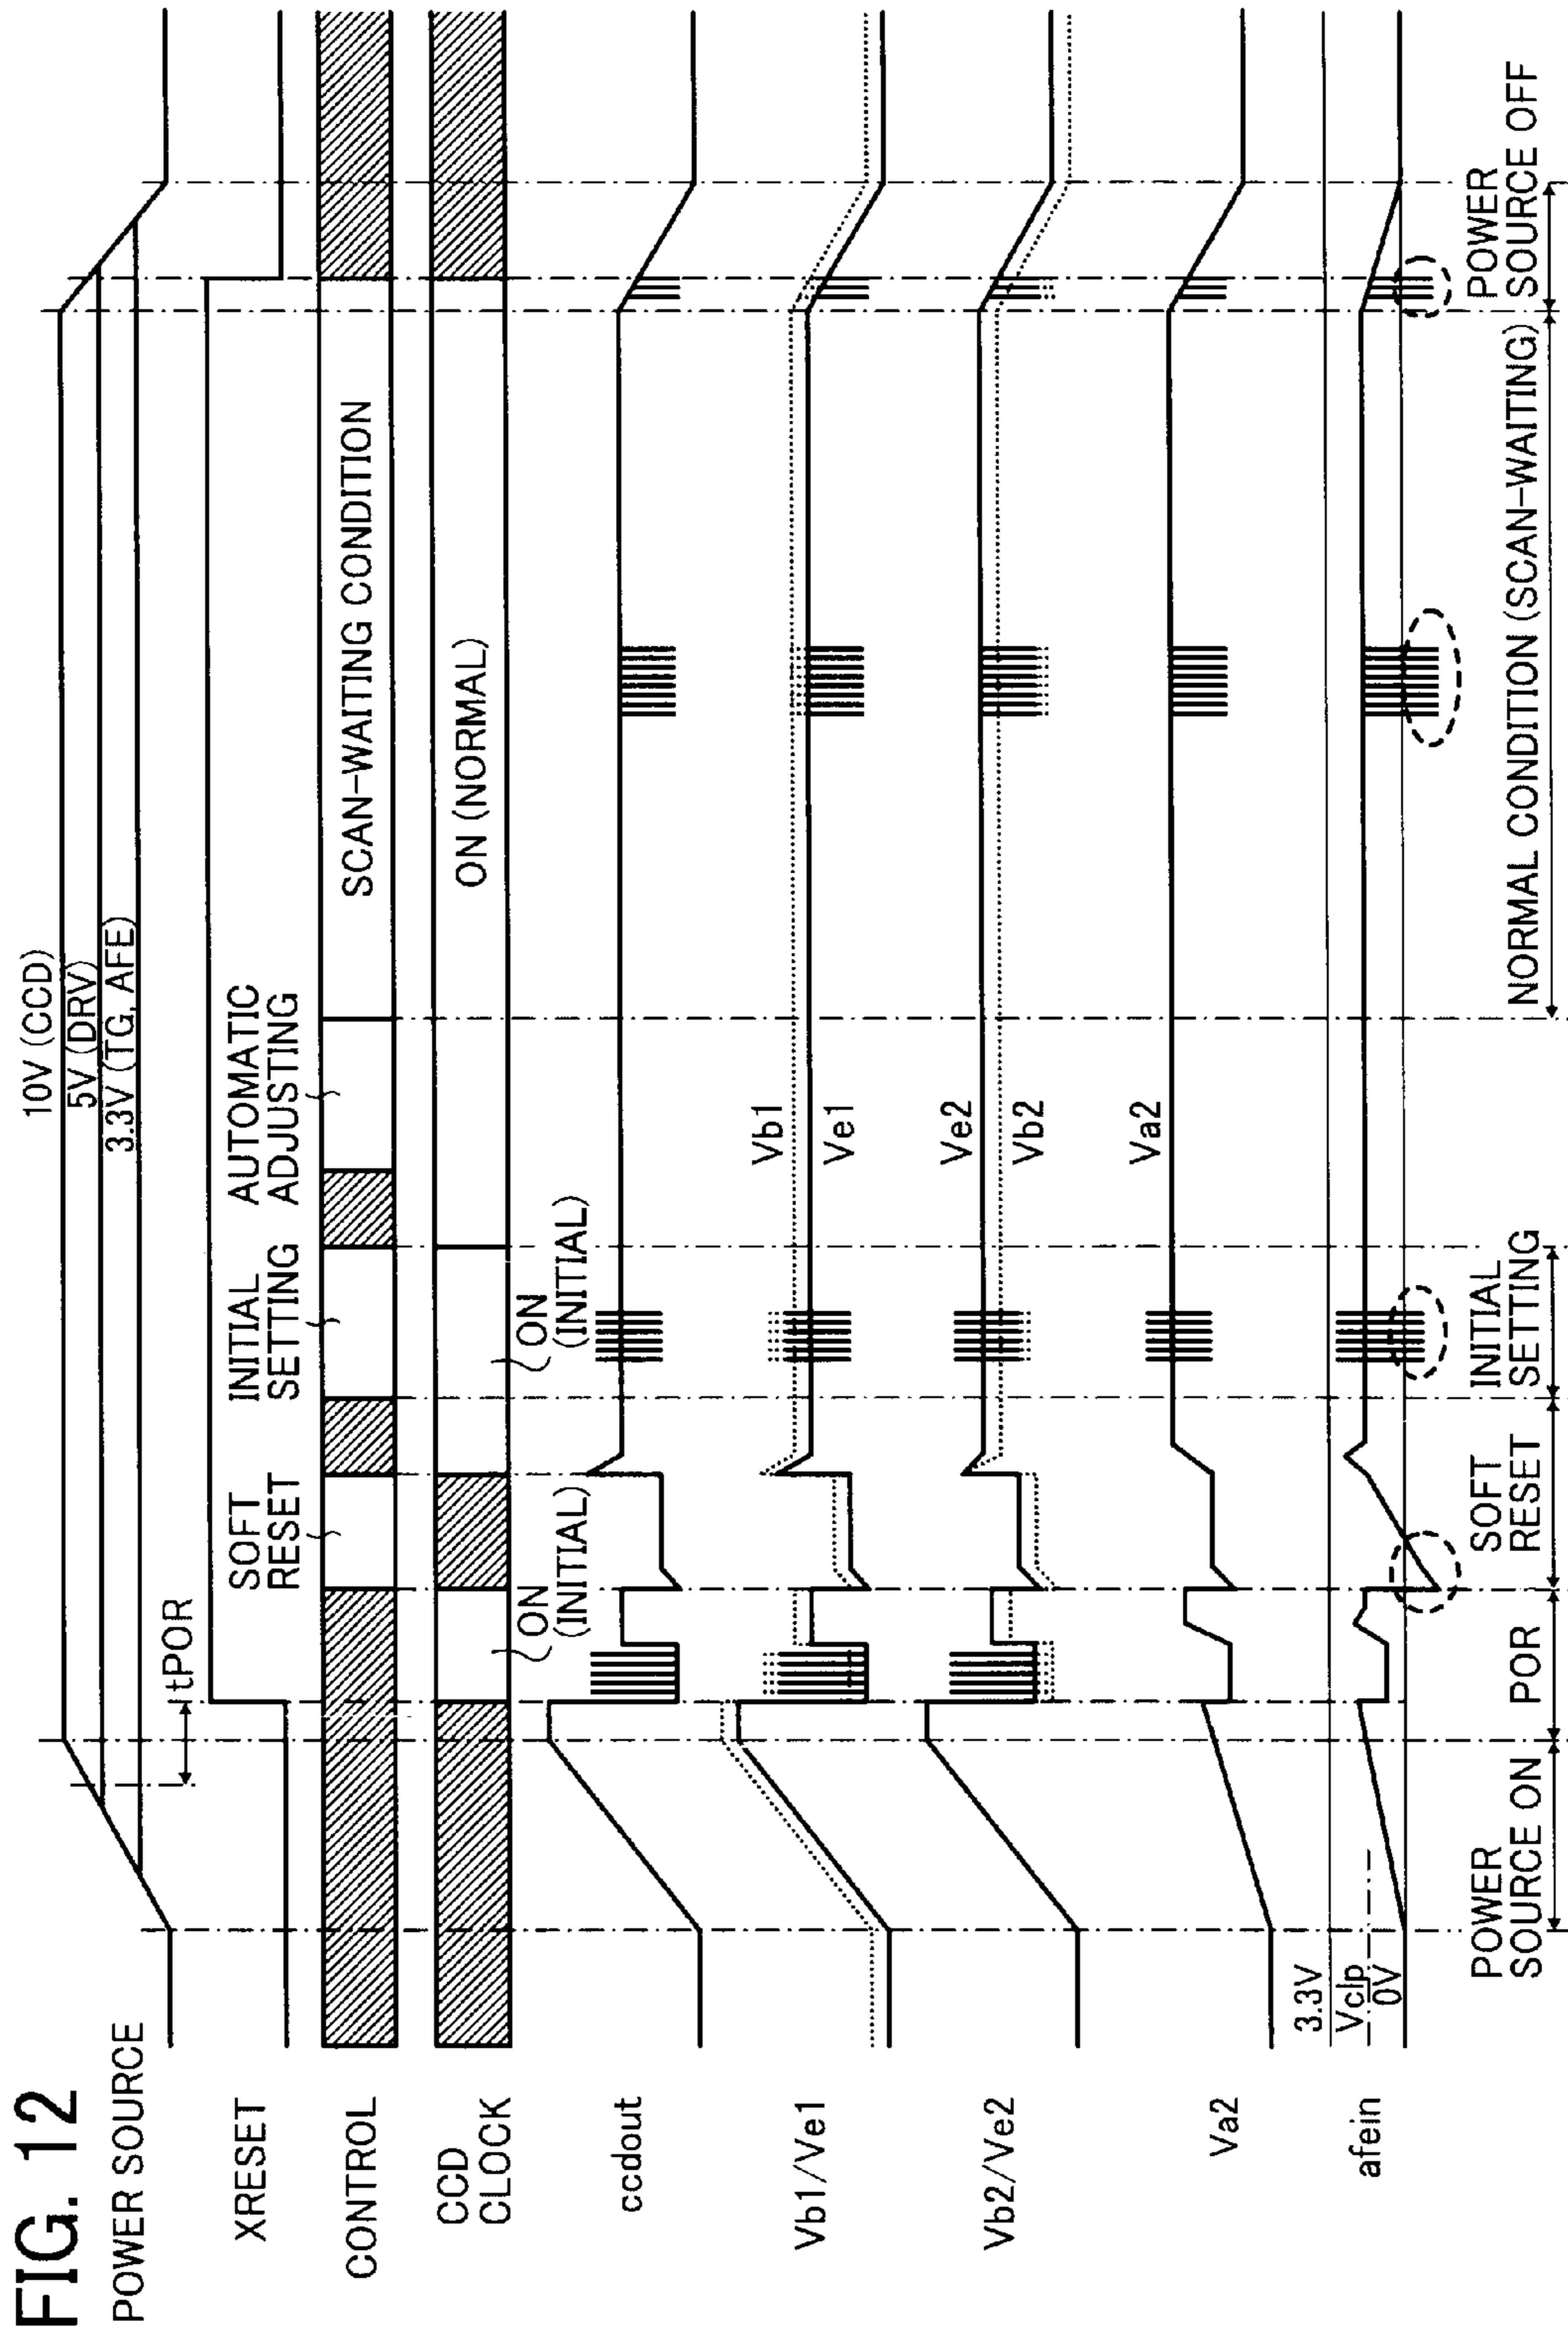 FIG. 12
POWER SOURCE
10V (CCD)
5V (DRV)
3.3V (TG, AFE)
tPOR
XRESET
SOFT
RESET
INITIAL
SETTING
AUTOMATIC
ADJUSTING
CONTROL
SCAN-WAITING CONDITION
CCD
CLOCK
ON (NORMAL)
ON
(INITIAL)
ON
(INITIAL)
ccdout
Vb1/Ve1
Vb1
Ve1
Vb2/Ve2
Ve2
Vb2
Va2
Va2
afein
3.3V
Vclp
0V
POWER
SOURCE ON
POR
SOFT
RESET
INITIAL
SETTING
NORMAL CONDITION (SCAN-WAITING)
POWER
SOURCE OFF